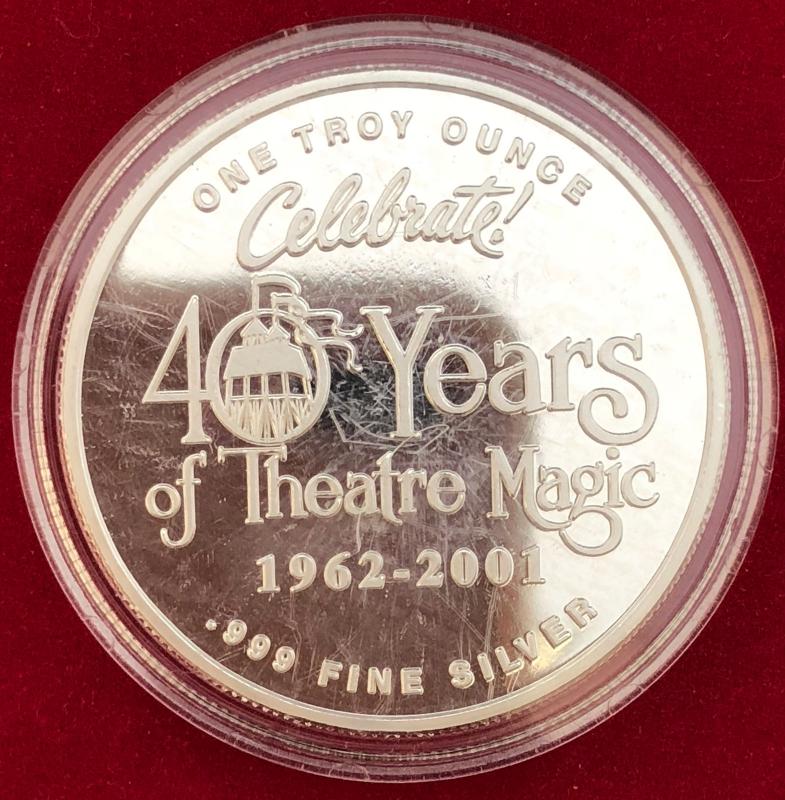 ONE TROY OUNCE
Celebrate!
40 Years
of Theatre Magic
1962-2001
.999 FINE SILVER